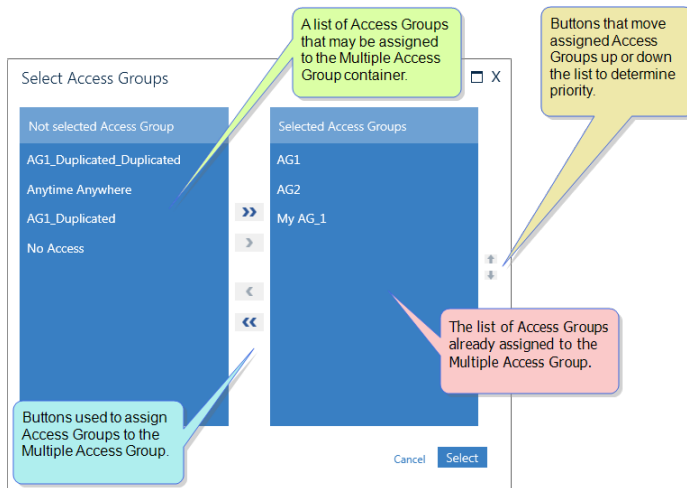 A list of Access Groups
that may be assigned
to the Multiple Access
Group container.
Buttons that move
assigned Access
Groups up or down
the list to determine
priority.
Select Access Groups
X
Not selected Access Group
AG1_Duplicated_Duplicated
Anytime Anywhere
AG1_Duplicated
No Access
Selected Access Groups
AG1
AG2
My AG_1
The list of Access Groups
already assigned to the
Multiple Access Group.
Buttons used to assign
Access Groups to the
Multiple Access Group.
Cancel
Select